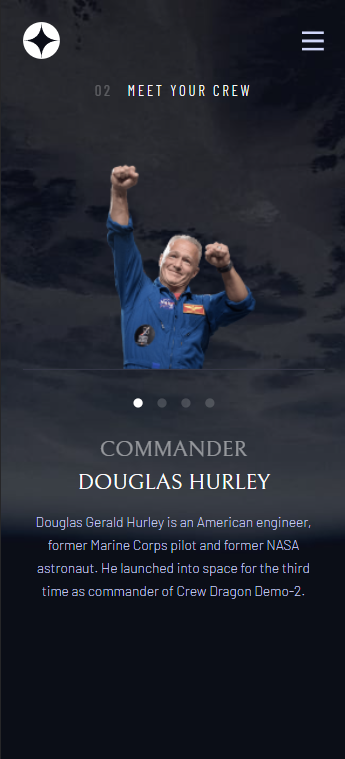 02 MEET YOUR CREW
COMMANDER
DOUGLAS HURLEY
Douglas Gerald Hurley is an American engineer,
former Marine Corps pilot and former NASA
astronaut. He launched into space for the third
time as commander of Crew Dragon Demo-2.